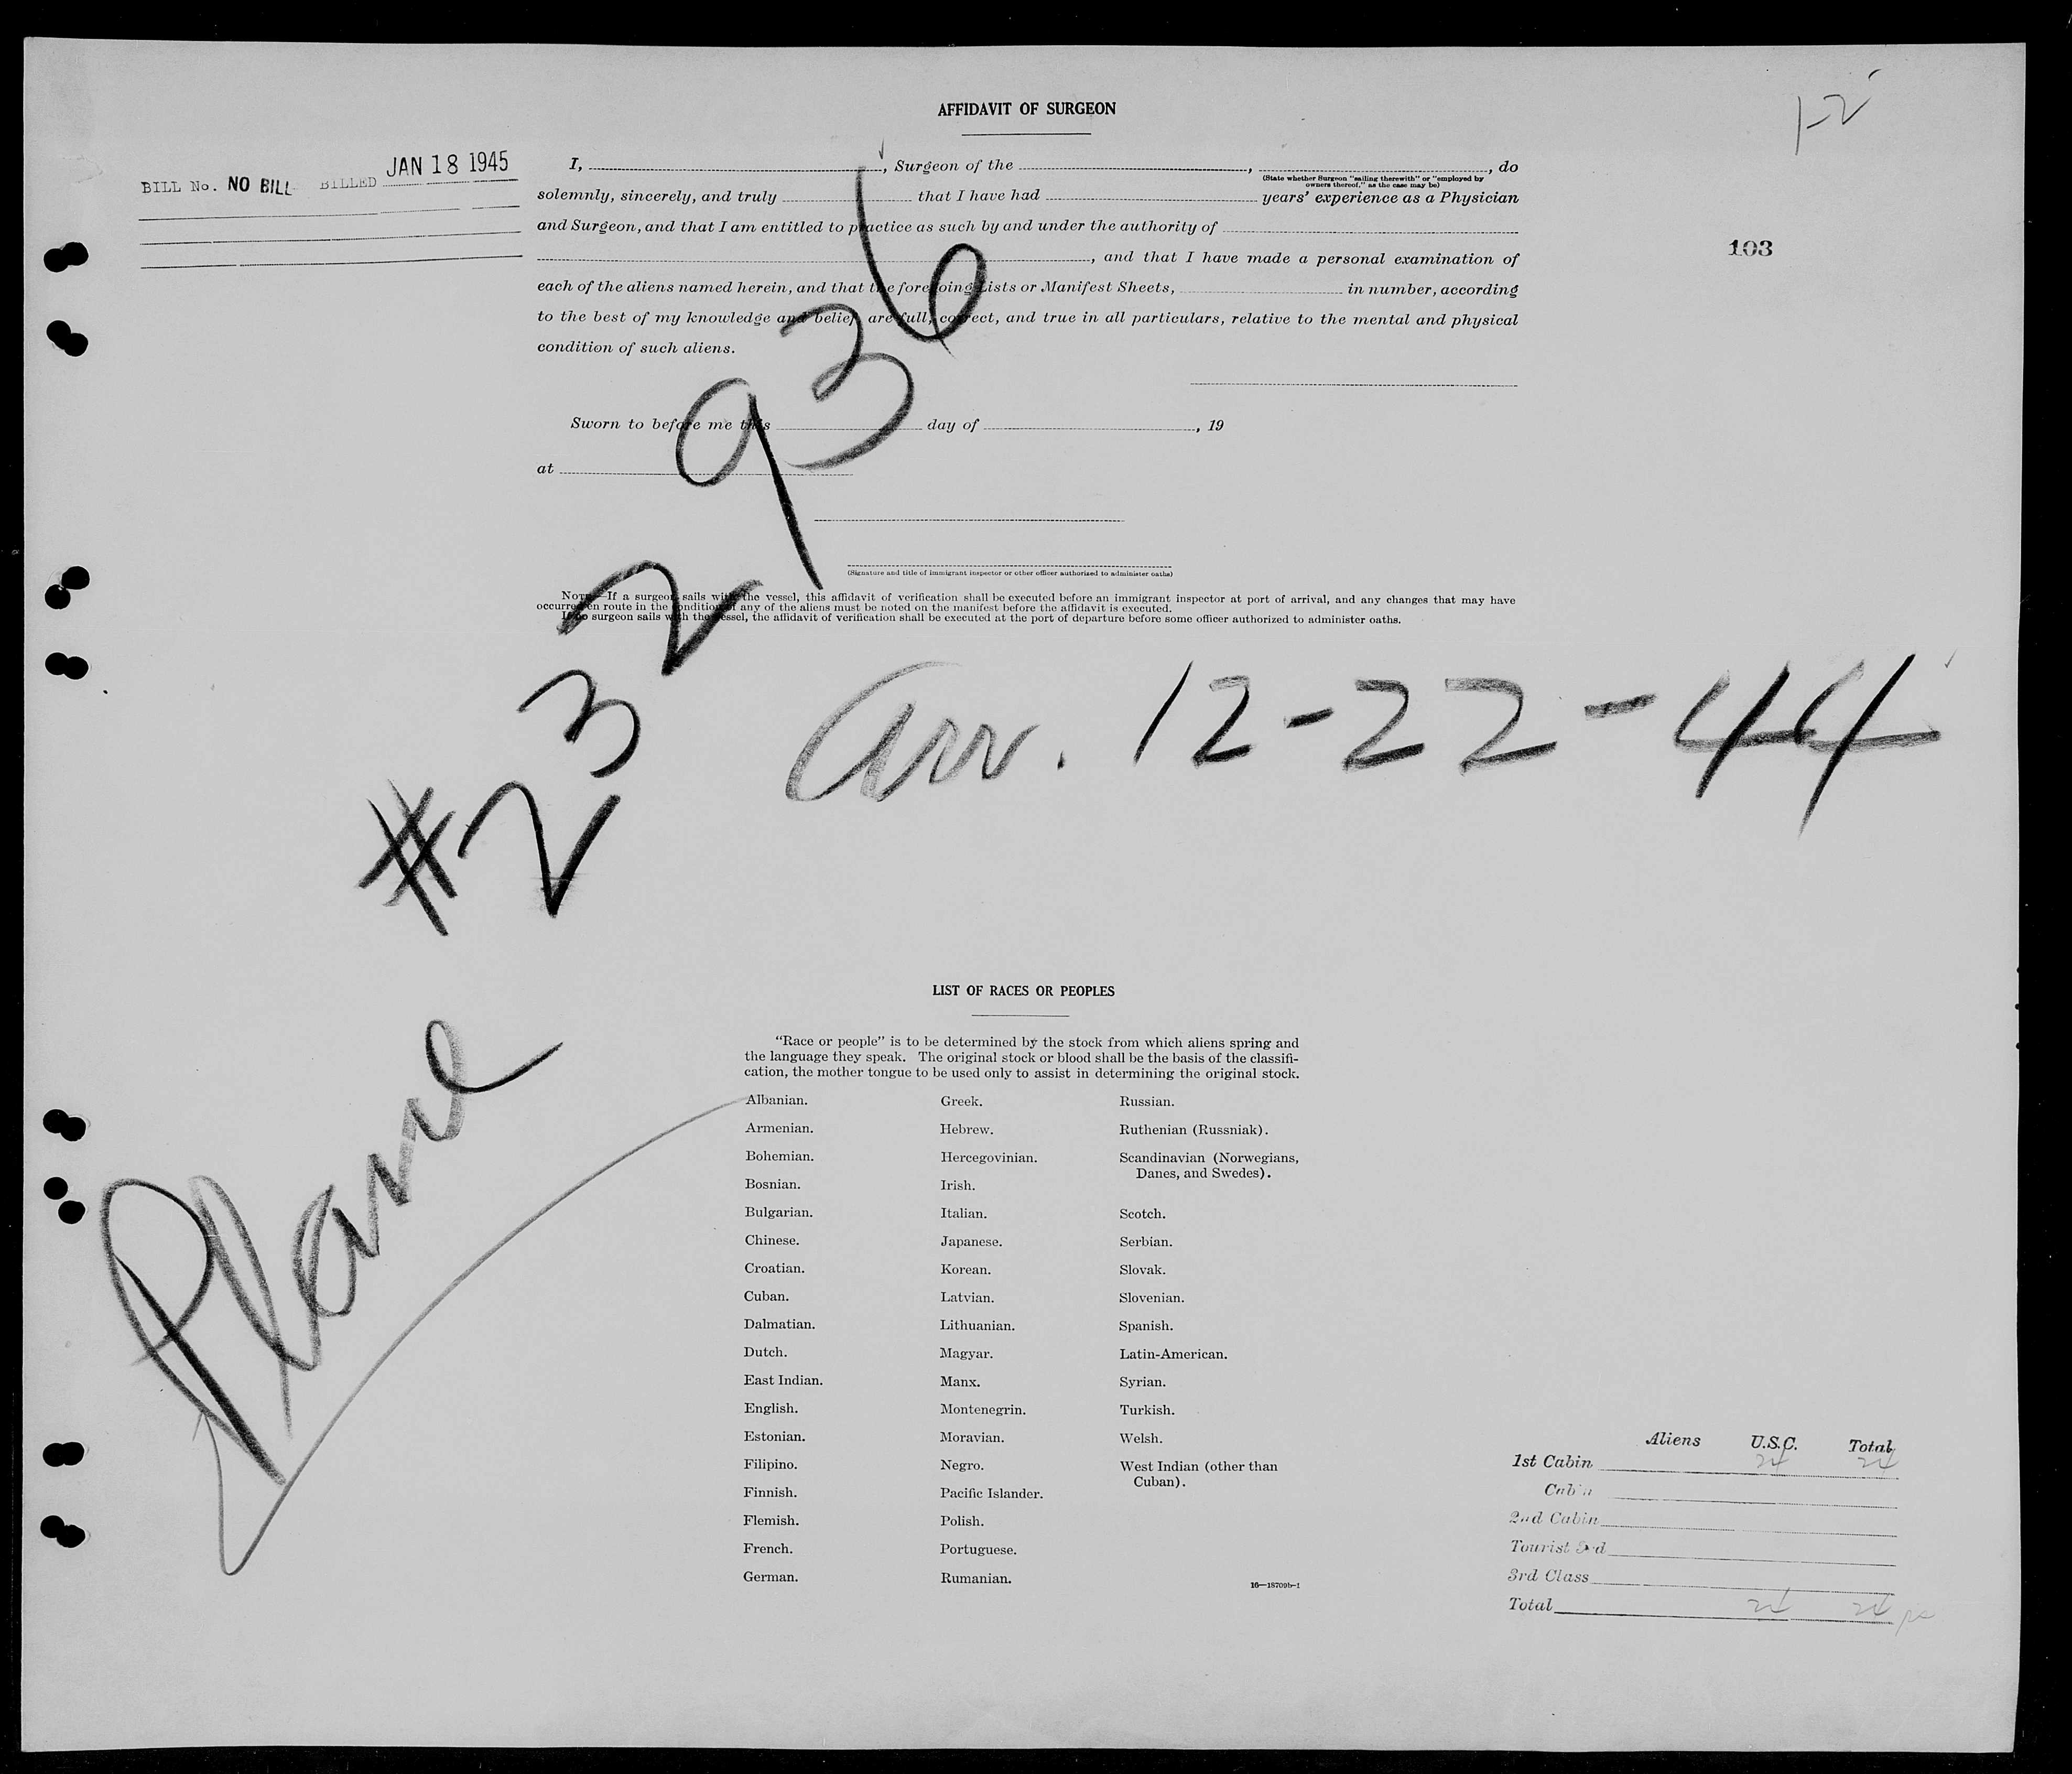 AFFIDAVIT OF SURGEON
1-2
BILL No. NO BILL BILLED JAN 18 1945
I, , Surgeon of the , , do
(State whether Surgeon "sailing therewith" or "employed by
owners thereof," as the case may be)
solemnly, sincerely, and truly that I have had years' experience as a Physician
and Surgeon, and that I am entitled to practice as such by and under the authority of
103
, and that I have made a personal examination of
each of the aliens named herein, and that the foregoing Lists or Manifest Sheets, in number, according
to the best of my knowledge and belief, are full, correct, and true in all particulars, relative to the mental and physical
condition of such aliens.
Sworn to before me this day of , 19
at
(Signature and title of immigrant inspector or other officer authorized to administer oaths)
NOTE.—If a surgeon sails with the vessel, this affidavit of verification shall be executed before an immigrant inspector at port of arrival, and any changes that may have
occurred en route in the condition of any of the aliens must be noted on the manifest before the affidavit is executed.
If no surgeon sails with the vessel, the affidavit of verification shall be executed at the port of departure before some officer authorized to administer oaths.
Plane #232936
arr. 12-22-44
LIST OF RACES OR PEOPLES
"Race or people" is to be determined by the stock from which aliens spring and
the language they speak. The original stock or blood shall be the basis of the classifi-
cation, the mother tongue to be used only to assist in determining the original stock.
Albanian. Greek. Russian.
Armenian. Hebrew. Ruthenian (Russniak).
Bohemian. Hercegovinian. Scandinavian (Norwegians,
Danes, and Swedes).
Bosnian. Irish.
Bulgarian. Italian. Scotch.
Chinese. Japanese. Serbian.
Croatian. Korean. Slovak.
Cuban. Latvian. Slovenian.
Dalmatian. Lithuanian. Spanish.
Dutch. Magyar. Latin-American.
East Indian. Manx. Syrian.
English. Montenegrin. Turkish.
Estonian. Moravian. Welsh.
Filipino. Negro. West Indian (other than
Cuban).
Finnish. Pacific Islander.
Flemish. Polish.
French. Portuguese.
German. Rumanian.
16—18709b-1
Aliens U.S.C. Total
1st Cabin 24 24
Cabin
2nd Cabin
Tourist 3rd
3rd Class
Total 24 24